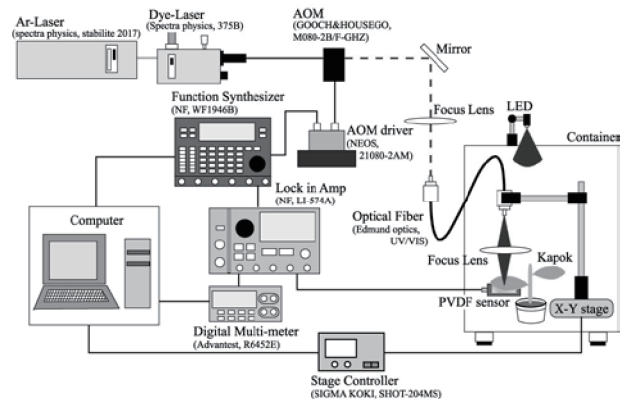 Ar-Laser
(spectra physics, stabilite 2017)
Dye-Laser
(Spectra physics, 375B)
AOM
(GOOCH&HOUSEGO,
M080-2B/F-GHZ)
Mirror
Function Synthesizer
(NF, WF1946B)
Focus Lens
LED
AOM driver
(NEOS,
21080-2AM)
Container
Lock in Amp
(NF, LI-574A)
Computer
Optical Fiber
(Edmund optics,
UV/VIS)
Focus Lens
Kapok
PVDF sensor
X-Y stage
Digital Multi-meter
(Advantest, R6452E)
Stage Controller
(SIGMA KOKI, SHOT-204MS)